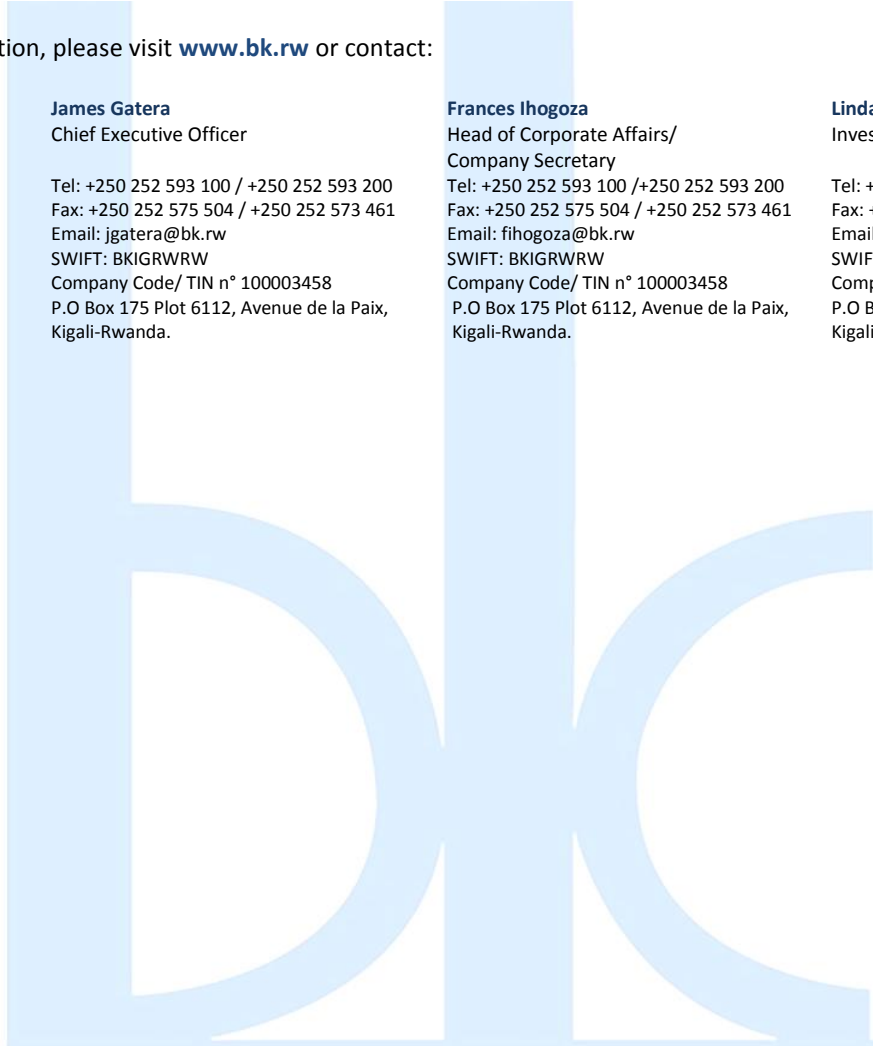 please visit www.bk.rw or contact:
James Gatera
Chief Executive Officer
Tel: +250 252 593 100 / +250 252 593 200
Fax: +250 252 575 504 / +250 252 573 461
Email: jgatera@bk.rw
SWIFT: BKIGRWRW
Company Code/ TIN n° 100003458
P.O Box 175 Plot 6112, Avenue de la Paix,
Kigali-Rwanda.
Frances Ihogoza
Head of Corporate Affairs/
Company Secretary
Tel: +250 252 593 100 /+250 252 593 200
Fax: +250 252 575 504 / +250 252 573 461
Email: fihogoza@bk.rw
SWIFT: BKIGRWRW
Company Code/ TIN n° 100003458
P.O Box 175 Plot 6112, Avenue de la Paix,
Kigali-Rwanda.
Linda
Tel:
Fax:
Email
P.O
Kigali